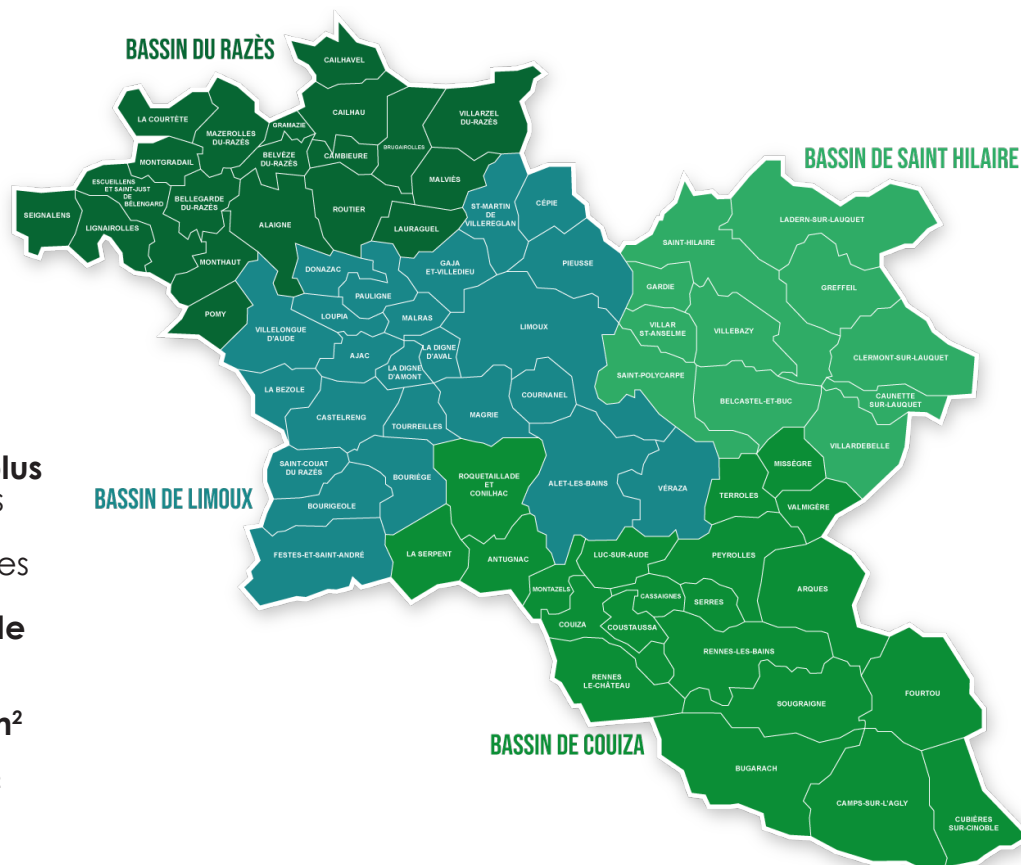 BASSIN DU RAZÈS
CAILHAVEL
LA COURTÈTE
MAZEROLLES
DU-RAZÈS
GRAMAZIE
CAILHAU
VILLARZEL
DU-RAZÈS
BRUGAIROLLES
MONTGRADAIL
BELVÈZE
DU-RAZÈS
CAMBIEURE
MALVIÈS
ESCUEILLENS
ET SAINT-JUST
DE
BÉLENGARD
BELLEGARDE
DU-RAZÈS
SEIGNALENS
LIGNAIROLLES
ALAIGNE
ROUTIER
LAURAGUEL
MONTHAUT
POMY
BASSIN DE SAINT HILAIRE
LADERN-SUR-LAUQUET
SAINT-HILAIRE
GARDIE
GREFFEIL
VILLAR
ST-ANSELME
VILLEBAZY
CLERMONT-SUR-LAUQUET
SAINT-POLYCARPE
BELCASTEL-ET-BUC
CAUNETTE
SUR-LAUQUET
VILLARDEBELLE
ST-MARTIN
DE
VILLEREGLAN
CÉPIE
DONAZAC
GAJA
ET-VILLEDIEU
PIEUSSE
PAULIGNE
LOUPIA
MALRAS
LIMOUX
VILLELONGUE
D'AUDE
AJAC
LA DIGNE
D'AVAL
LA DIGNE
D'AMONT
LA BEZOLE
CASTELRENG
COURNANEL
MAGRIE
TOURREILLES
SAINT-COUAT
DU RAZÈS
BOURIÈGE
ALET-LES-BAINS
VÉRAZA
BOURIGEOLE
FESTES-ET-SAINT-ANDRÉ
BASSIN DE LIMOUX
ROQUETAILLADE
ET
CONILHAC
MISSÈGRE
TERROLES
VALMIGÈRE
LA SERPENT
ANTUGNAC
LUC-SUR-AUDE
PEYROLLES
ARQUES
MONTAZELS
CASSAIGNES
SERRES
COUIZA
COUSTAUSSA
RENNES-LES-BAINS
RENNES
LE-CHÂTEAU
FOURTOU
SOUGRAIGNE
BASSIN DE COUIZA
BUGARACH
CAMPS-SUR-L'AGLY
CUBIÈRES
SUR-CINOBLE
plus
s
es
le
m²